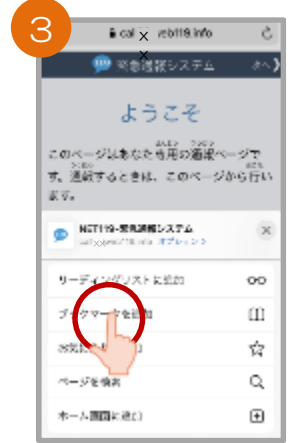 3
緊急通報システム
ようこそ
このページはあなた専用の通報ページで
す。通報するときは、このページから行い
ます。
NET119-緊急通報システム
オプション >
リーディングリストに追加
ブックマークを追加
お気に
ページを検索
ホーム画面に追加